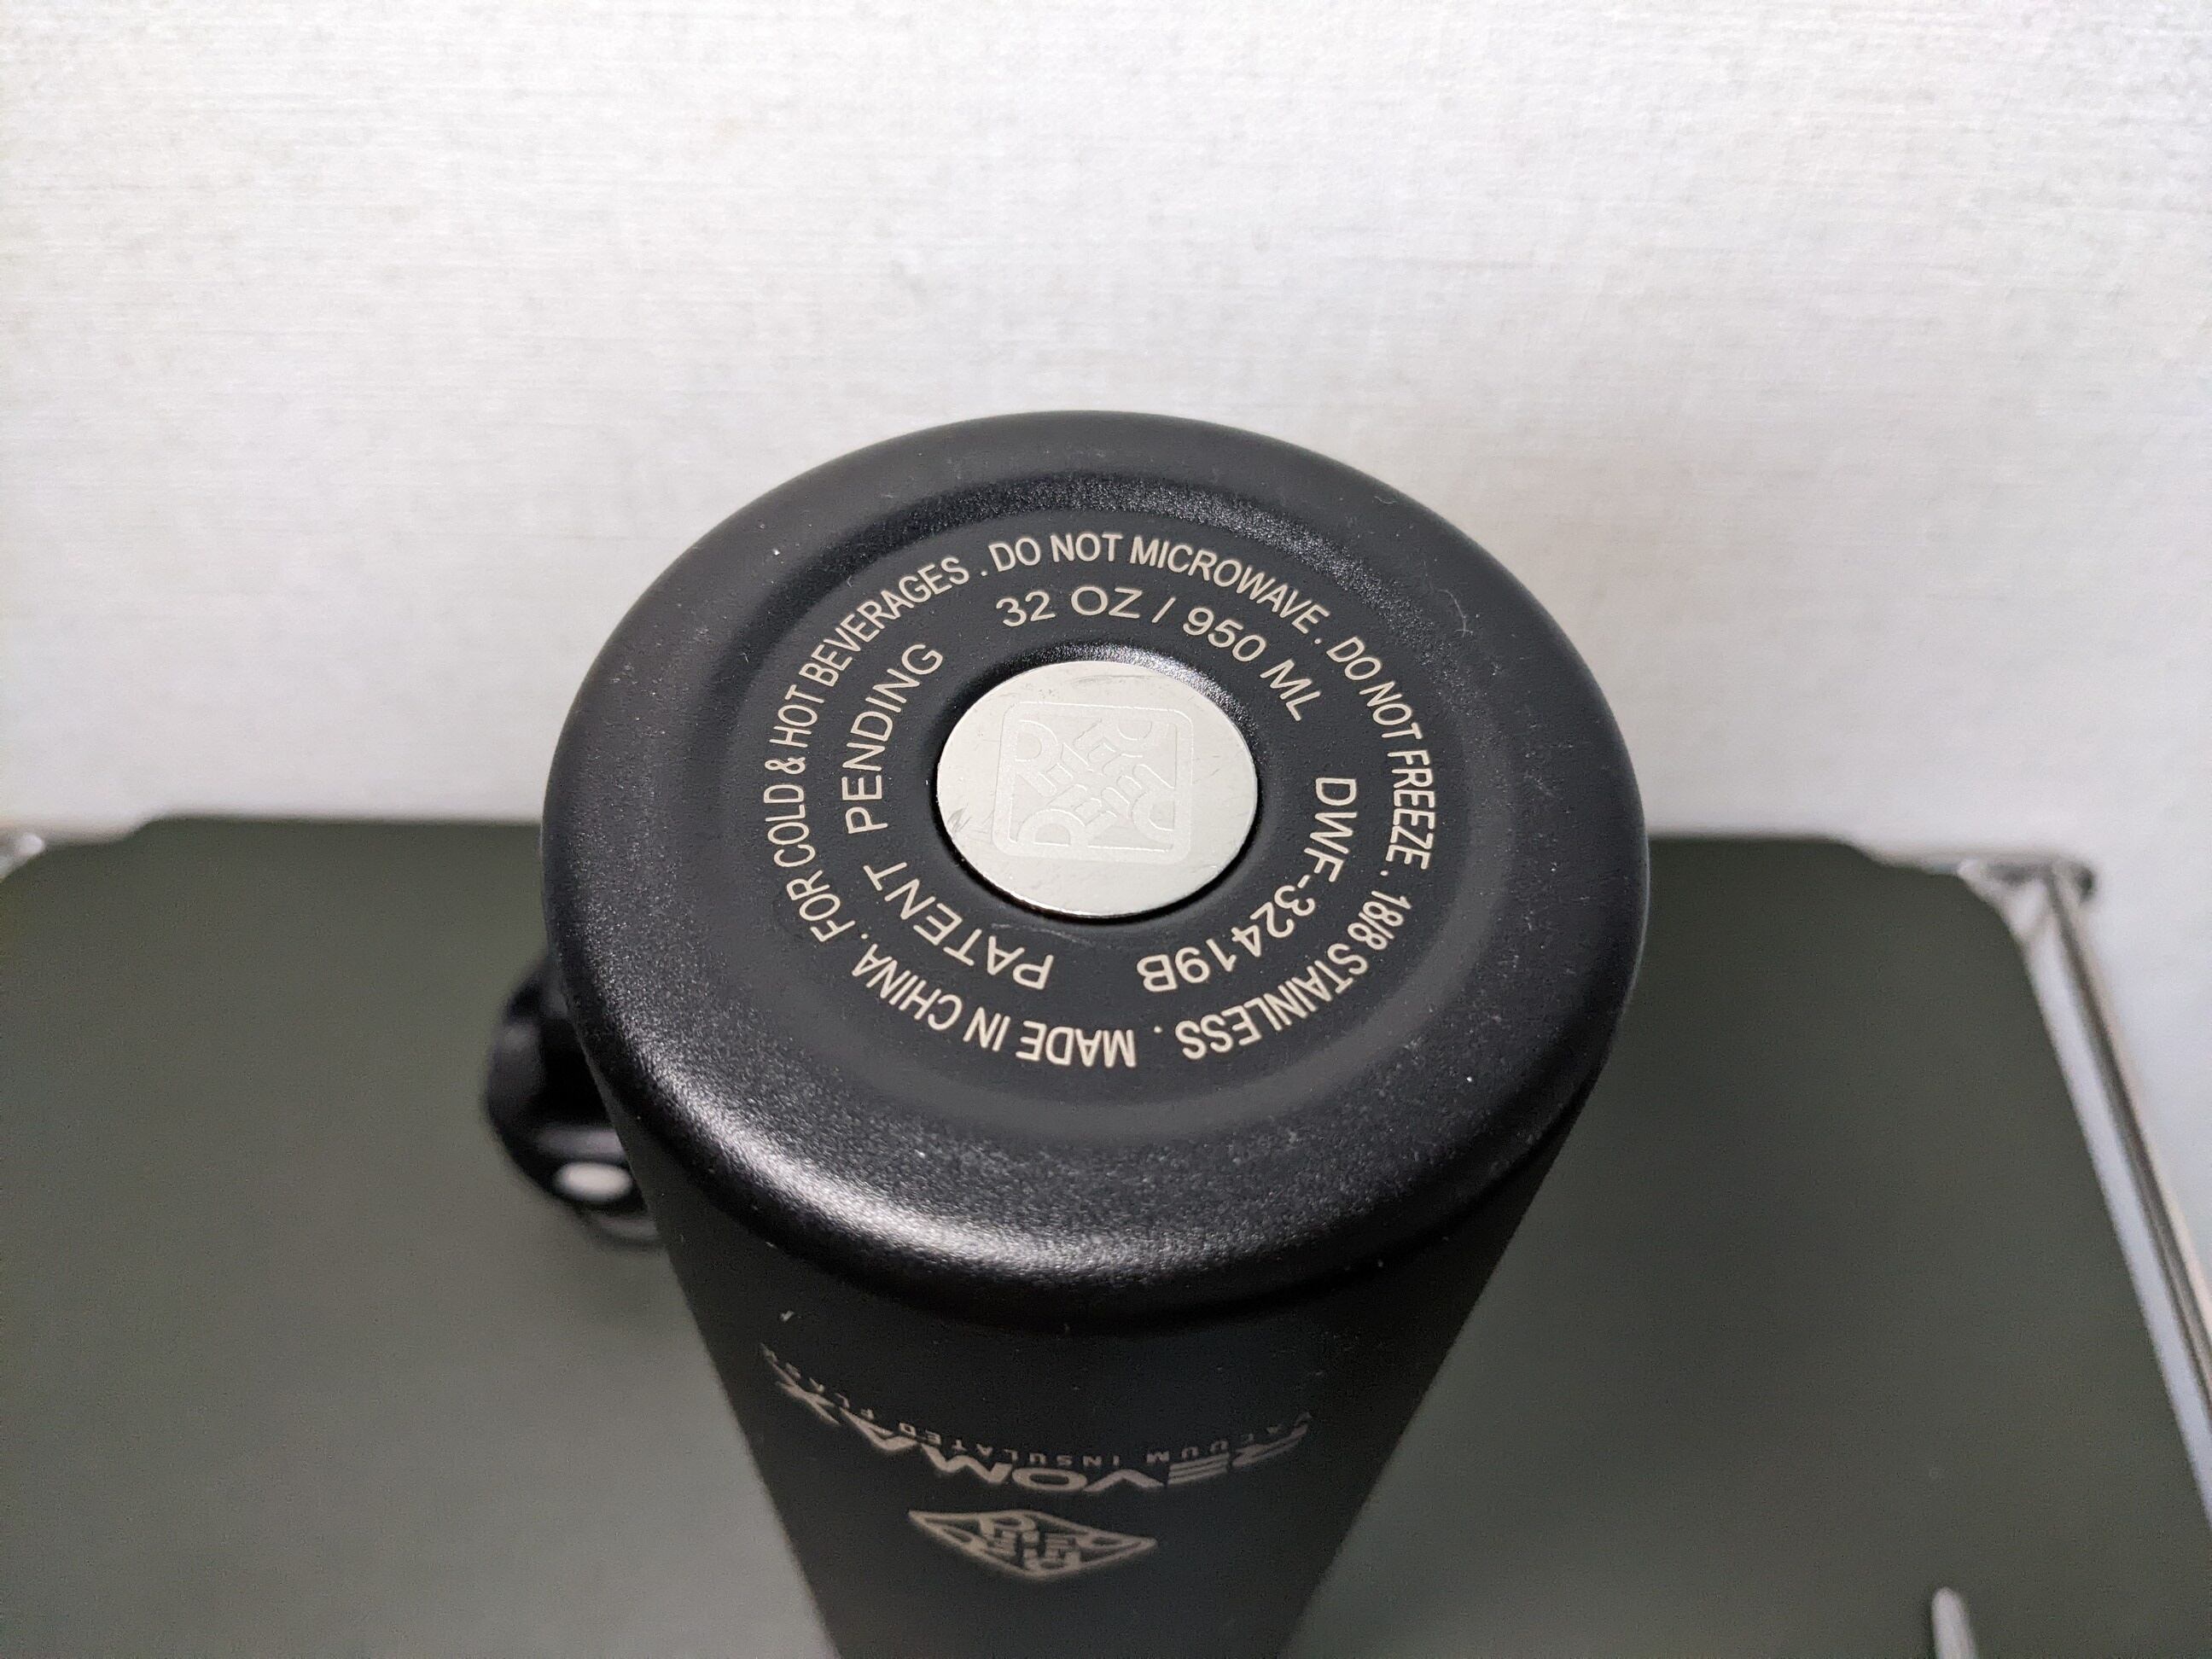 FOR COLD & HOT BEVERAGES . DO NOT MICROWAVE . DO NOT FREEZE . 18/8 STAINLESS . MADE IN CHINA .
32 OZ / 950 ML
DWF-32419B
PATENT PENDING
REVOMAX
VACUUM INSULATED FLASK